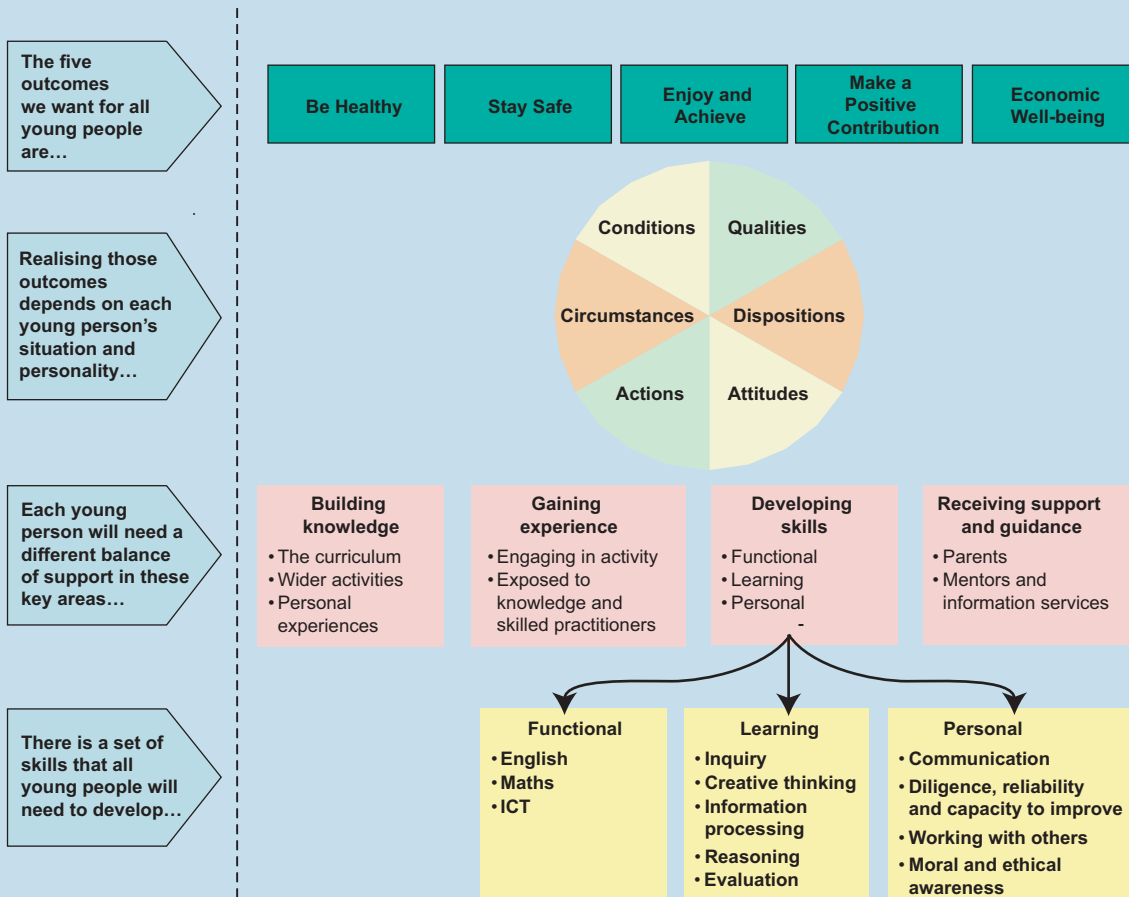 The five
outcomes
we want for all
young people
are…
Be Healthy
Stay Safe
Enjoy and
Achieve
Make a
Positive
Contribution
Economic
Well-being
Realising those
outcomes
depends on each
young person’s
situation and
personality…
Conditions
Qualities
Circumstances
Dispositions
Actions
Attitudes
Each young
person will need a
different balance
of support in these
key areas…
Building
knowledge
• The curriculum
• Wider activities
• Personal
experiences
Gaining
experience
• Engaging in activity
• Exposed to
knowledge and
skilled practitioners
Developing
skills
• Functional
• Learning
• Personal
-
Receiving support
and guidance
• Parents
• Mentors and
information services
There is a set of
skills that all
young people will
need to develop…
Functional
• English
• Maths
• ICT
Learning
• Inquiry
• Creative thinking
• Information
processing
• Reasoning
• Evaluation
Personal
• Communication
• Diligence, reliability
and capacity to improve
• Working with others
• Moral and ethical
awareness